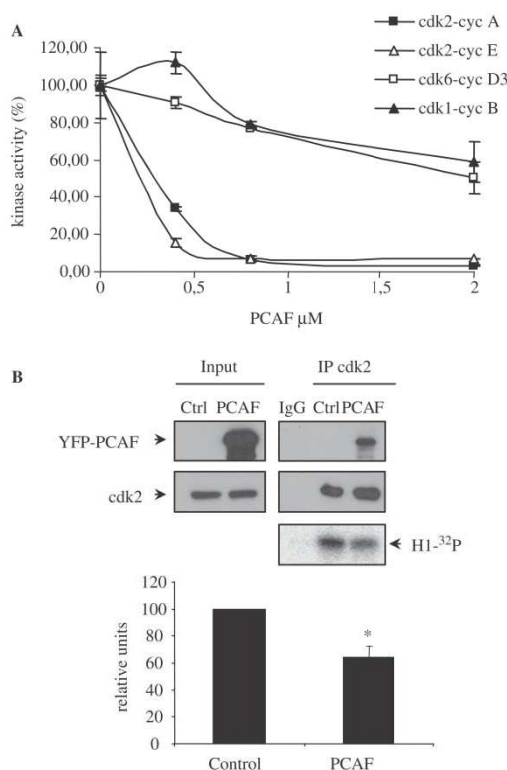 A
cdk2-cyc A
cdk2-cyc E
cdk6-cyc D3
cdk1-cyc B
kinase activity (%)
120,00
100,00
80,00
60,00
40,00
20,00
0,00
0 0,5 1 1,5 2
PCAF μM
B
Input IP cdk2
Ctrl PCAF IgG Ctrl PCAF
YFP-PCAF
cdk2
H1-³²P
relative units
120
100
80
60
40
20
0
*
Control PCAF